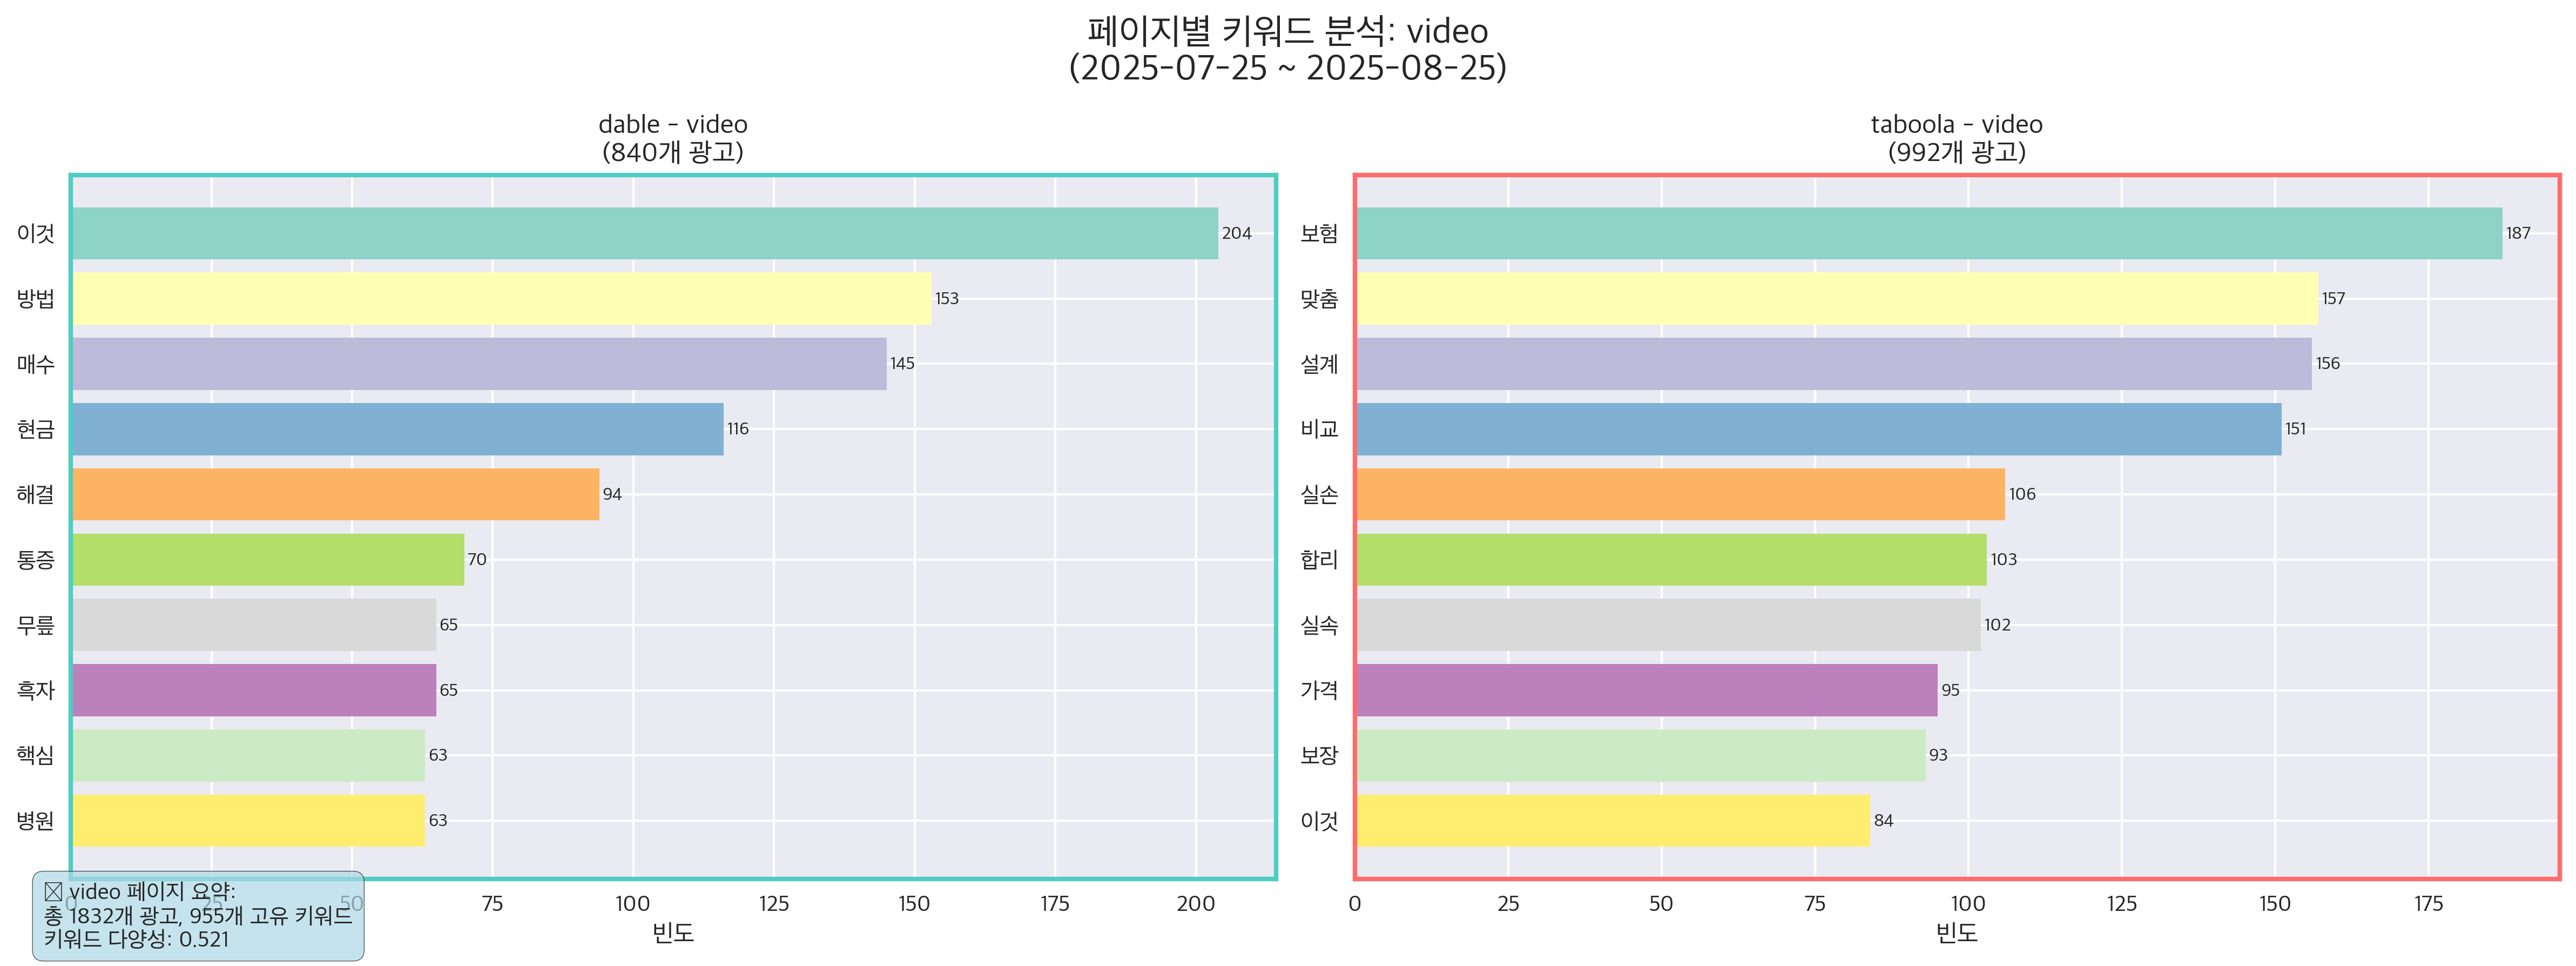 페이지별 키워드 분석: video
(2025-07-25 ~ 2025-08-25)
dable - video
(840개 광고)
이것
204
방법
153
매수
145
현금
116
해결
94
통증
70
무릎
65
흑자
65
핵심
63
병원
63
0 25 50 75 100 125 150 175 200
빈도
video 페이지 요약:
총 1832개 광고, 955개 고유 키워드
키워드 다양성: 0.521
taboola - video
(992개 광고)
보험
187
맞춤
157
설계
156
비교
151
실손
106
합리
103
실속
102
가격
95
보장
93
이것
84
0 25 50 75 100 125 150 175
빈도